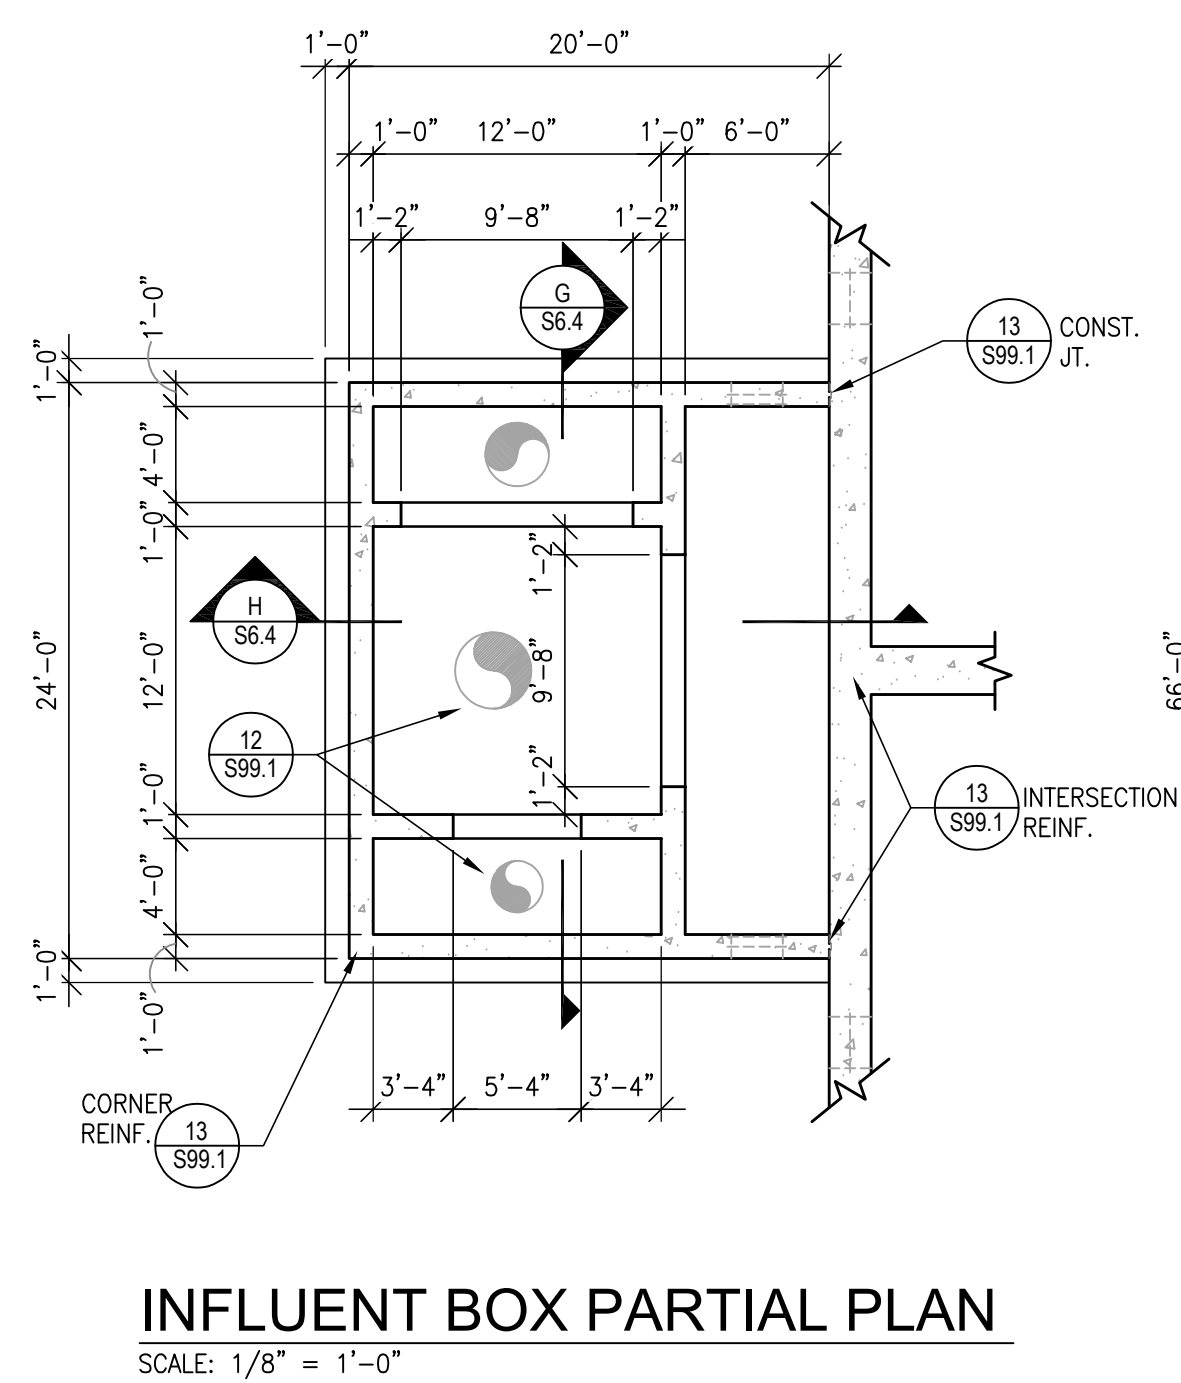 1'-0" 20'-0"
1'-0" 12'-0" 1'-0" 6'-0"
1'-2" 9'-8" 1'-2"
G
S6.4
13
S99.1
CONST.
JT.
1'-0"
1'-0"
4'-0"
1'-0"
1'-2"
H
S6.4
24'-0"
12'-0"
9'-8"
66'-0"
12
S99.1
1'-2"
1'-0"
13
S99.1
INTERSECTION
REINF.
4'-0"
1'-0"
1'-0"
3'-4" 5'-4" 3'-4"
CORNER
REINF.
13
S99.1
INFLUENT BOX PARTIAL PLAN
SCALE: 1/8" = 1'-0"